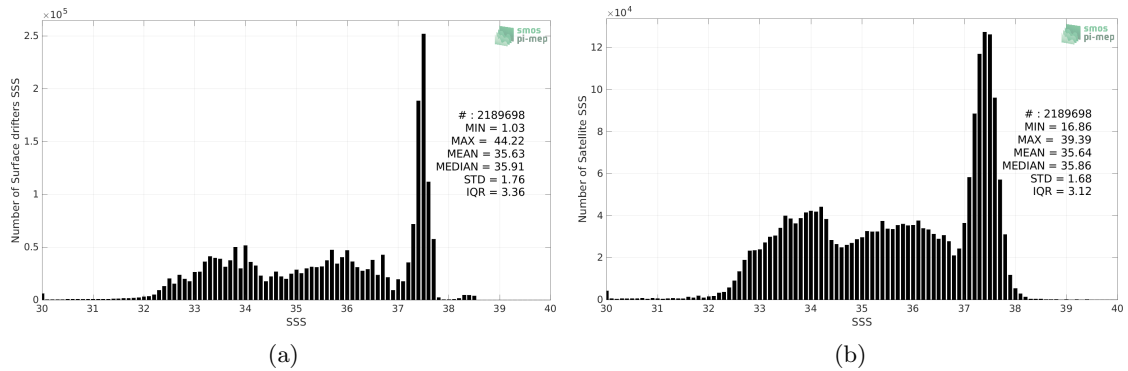 ×10⁵
2.5
2
1.5
1
0.5
0
Number of Surface drifters SSS
30 31 32 33 34 35 36 37 38 39 40
SSS
smos
pi-mep
# : 2189698
MIN = 1.03
MAX = 44.22
MEAN = 35.63
MEDIAN = 35.91
STD = 1.76
IQR = 3.36
(a)
×10⁴
12
10
8
6
4
2
0
Number of Satellite SSS
30 31 32 33 34 35 36 37 38 39 40
SSS
smos
pi-mep
# : 2189698
MIN = 16.86
MAX = 39.39
MEAN = 35.64
MEDIAN = 35.86
STD = 1.68
IQR = 3.12
(b)